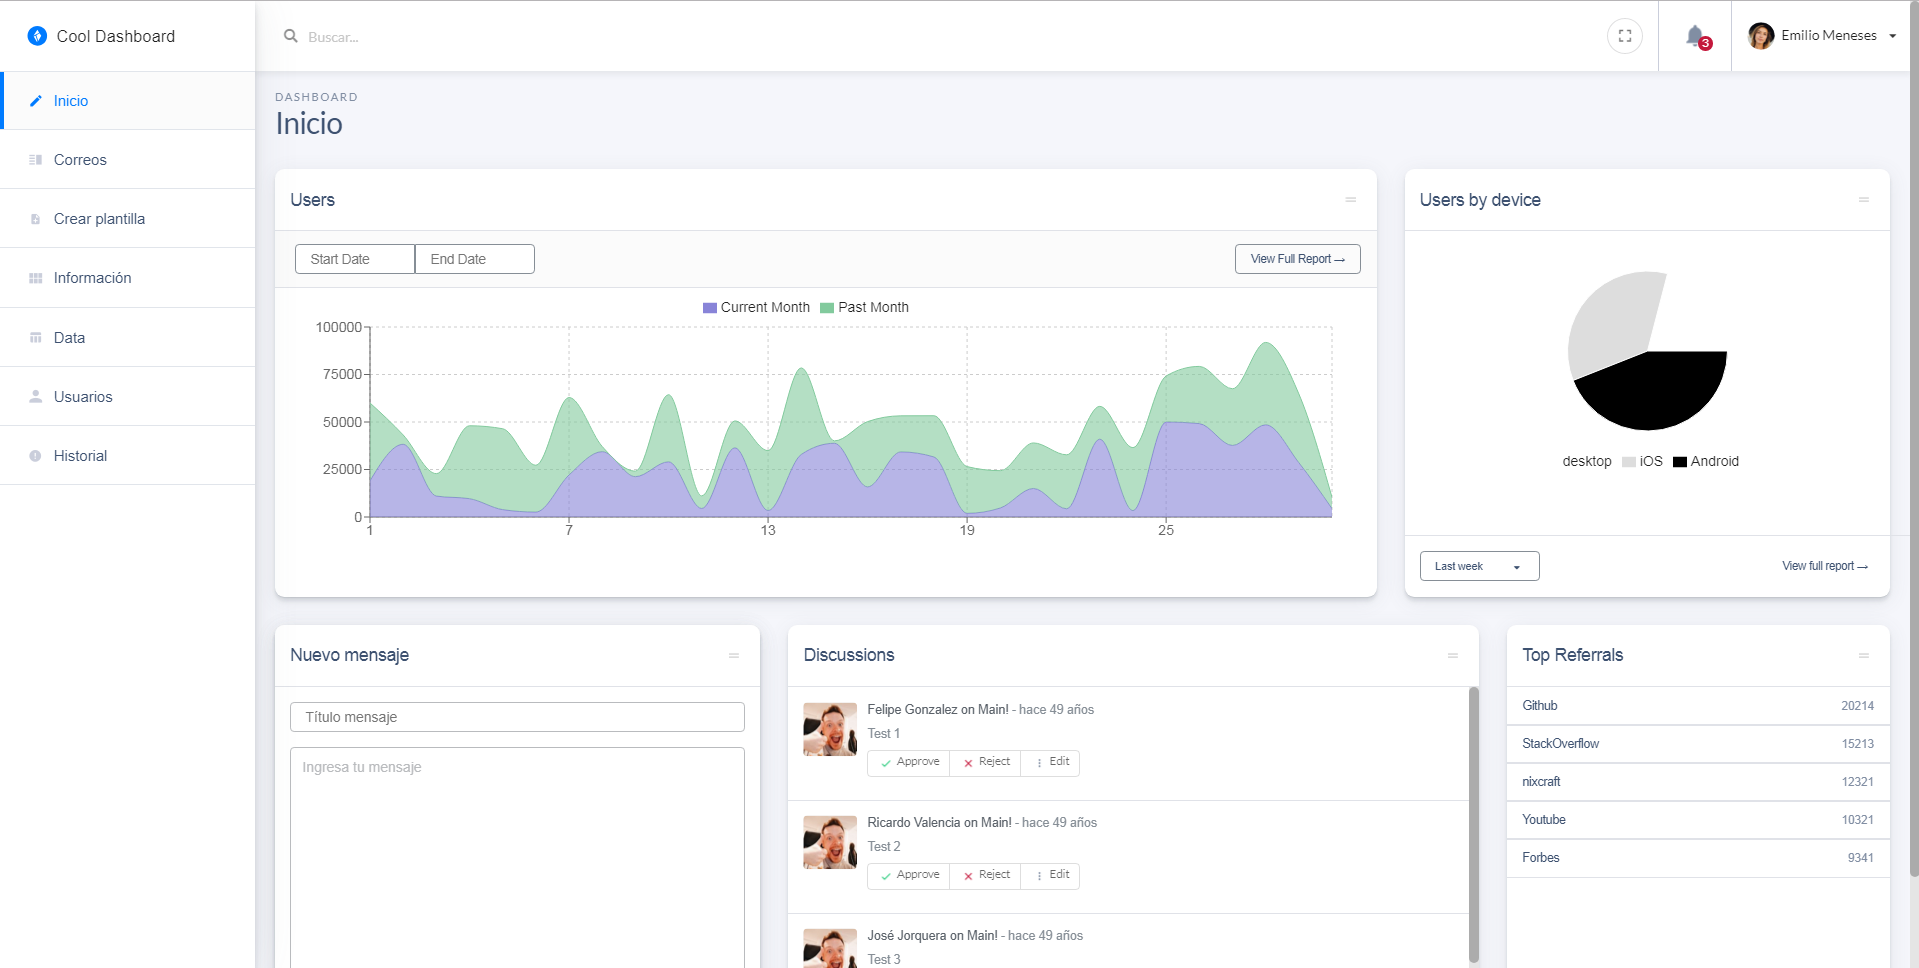 Cool Dashboard
Buscar...
3
Emilio Meneses
Inicio
Correos
Crear plantilla
Información
Data
Usuarios
Historial
DASHBOARD
Inicio
Users
Start Date
End Date
View Full Report →
Current Month
Past Month
100000
75000
50000
25000
0
1
7
13
19
25
Users by device
desktop
iOS
Android
Last week
View full report →
Nuevo mensaje
Título mensaje
Ingresa tu mensaje
Discussions
Felipe Gonzalez on Main! - hace 49 años
Test 1
Approve
Reject
Edit
Ricardo Valencia on Main! - hace 49 años
Test 2
Approve
Reject
Edit
José Jorquera on Main! - hace 49 años
Test 3
Top Referrals
Github 20214
StackOverflow 15213
nixcraft 12321
Youtube 10321
Forbes 9341